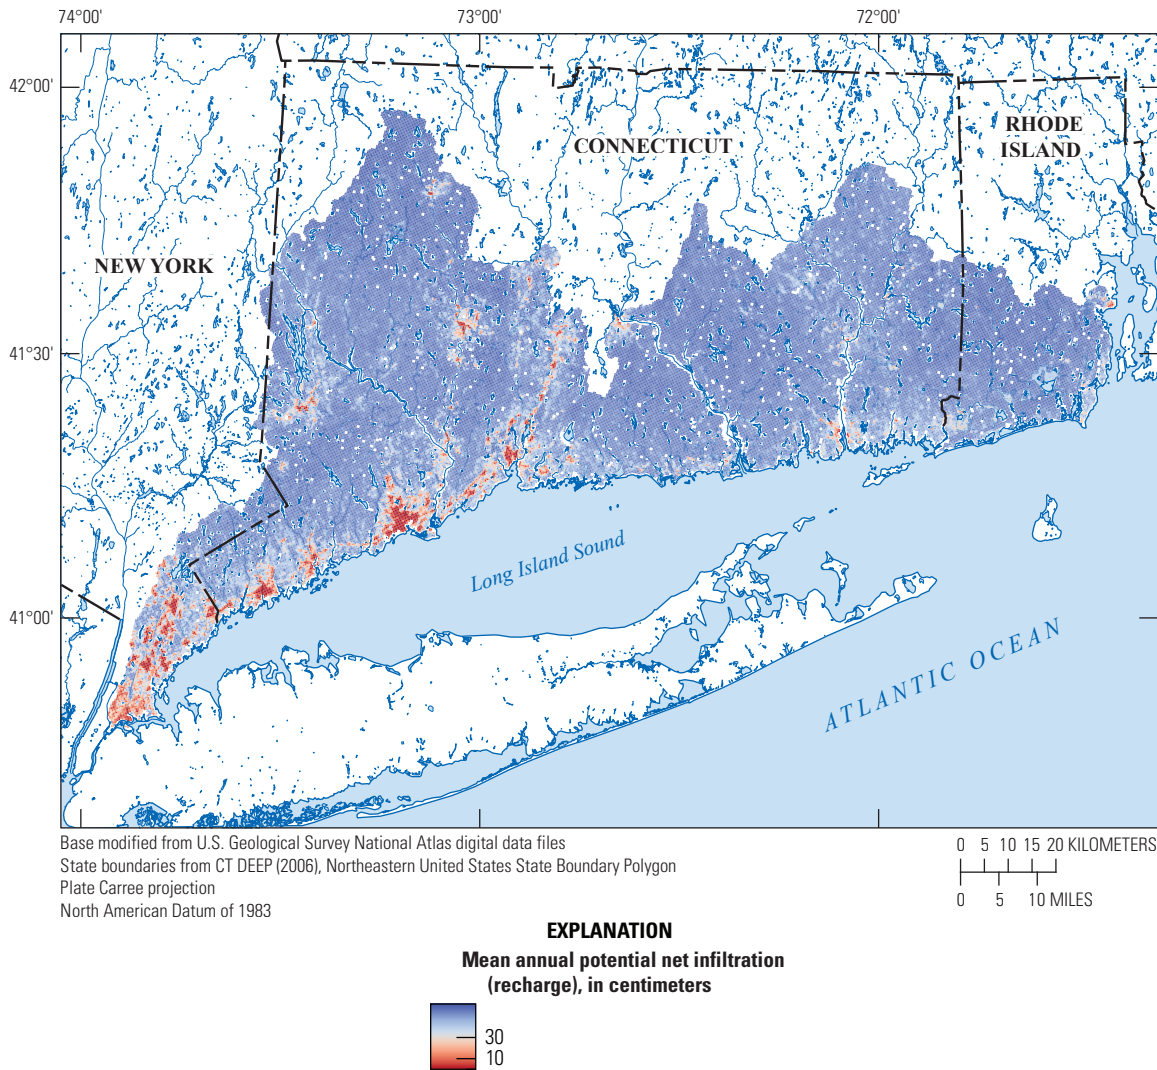 74°00'
73°00'
72°00'
42°00'
RHODE
ISLAND
CONNECTICUT
NEW YORK
41°30'
Long Island Sound
41°00'
ATLANTIC OCEAN
Base modified from U.S. Geological Survey National Atlas digital data files
State boundaries from CT DEEP (2006), Northeastern United States State Boundary Polygon
Plate Carree projection
North American Datum of 1983
0 5 10 15 20 KILOMETERS
0 5 10 MILES
EXPLANATION
Mean annual potential net infiltration
(recharge), in centimeters
30
10